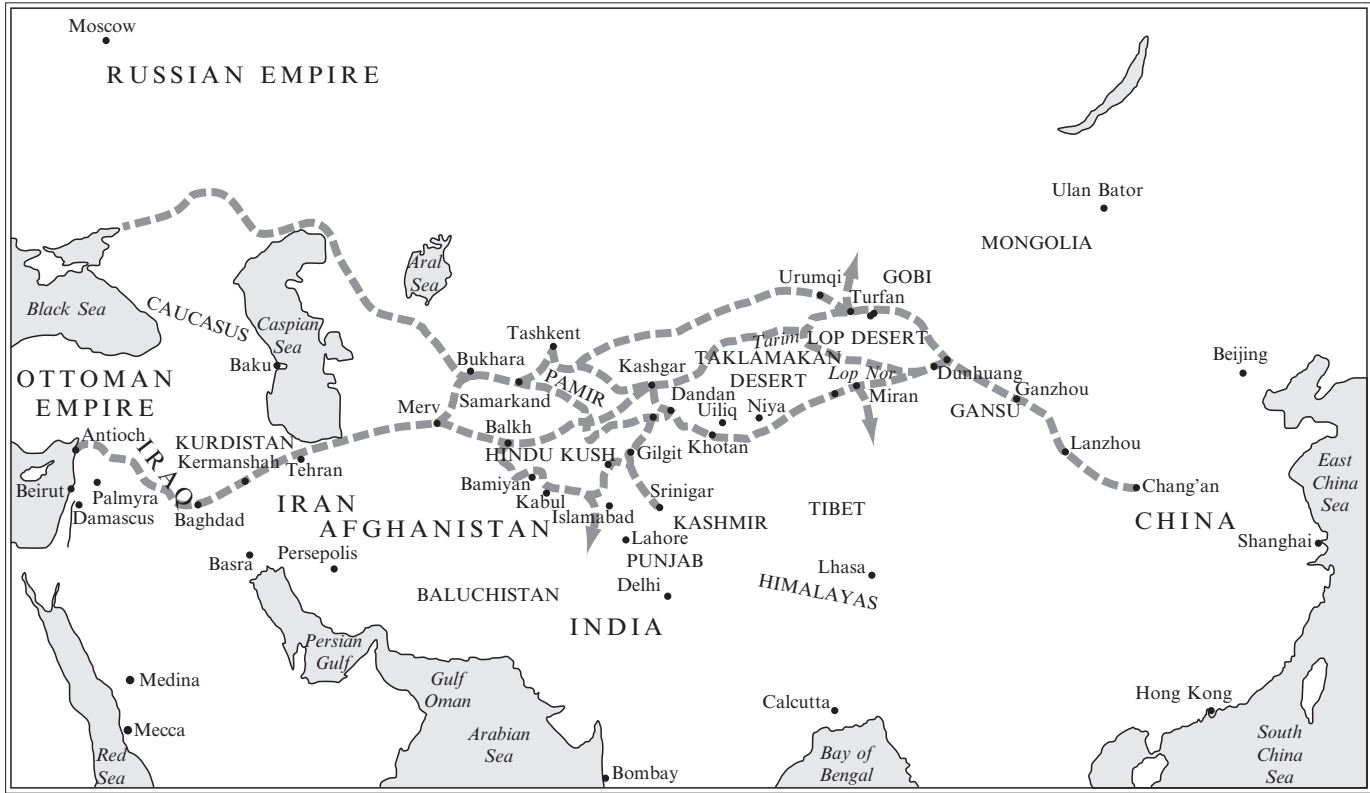 Moscow
RUSSIAN EMPIRE
Ulan Bator
MONGOLIA
Aral
Sea
Urumqi
GOBI
Turfan
Black Sea
CAUCASUS
Caspian
Sea
Tashkent
Tarim
LOP DESERT
Baku
Bukhara
PAMIR
Kashgar
TAKLAMAKAN
DESERT
Lop Nor
Dunhuang
Beijing
OTTOMAN
EMPIRE
Merv
Samarkand
Dandan
Uiliq
Niya
Miran
Ganzhou
GANSU
Antioch
IRAQ
KURDISTAN
Kermanshah
Tehran
Balkh
HINDU KUSH
Gilgit
Khotan
Lanzhou
East
China
Sea
Beirut
Palmyra
Damascus
Baghdad
IRAN
AFGHANISTAN
Bamiyan
Kabul
Islamabad
Srinigar
KASHMIR
TIBET
Chang'an
CHINA
Shanghai
Basra
Persepolis
Lahore
PUNJAB
Delhi
Lhasa
HIMALAYAS
BALUCHISTAN
INDIA
Persian
Gulf
Medina
Gulf
Oman
Calcutta
Hong Kong
Mecca
Red
Sea
Arabian
Sea
Bombay
Bay of
Bengal
South
China
Sea